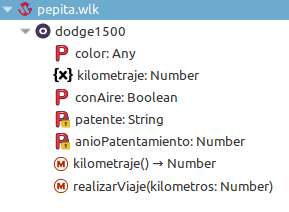 pepita.wlk
dodge1500
color: Any
kilometraje: Number
conAire: Boolean
patente: String
anioPatentamiento: Number
kilometraje() → Number
realizarViaje(kilometros: Number)